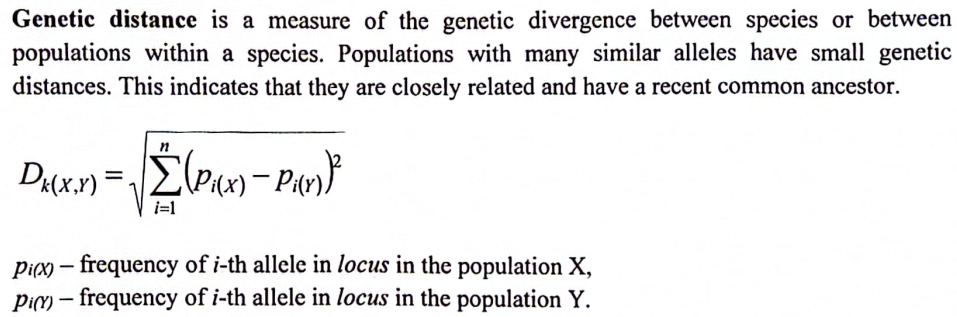 Genetic distance is a measure of the genetic divergence between species or between
populations within a species. Populations with many similar alleles have small genetic
distances. This indicates that they are closely related and have a recent common ancestor.
D_{k(X,Y)} = \sqrt{\sum_{i=1}^{n} (p_{i(X)} - p_{i(Y)})^2}
p_{i(X)} – frequency of i-th allele in locus in the population X,
p_{i(Y)} – frequency of i-th allele in locus in the population Y.